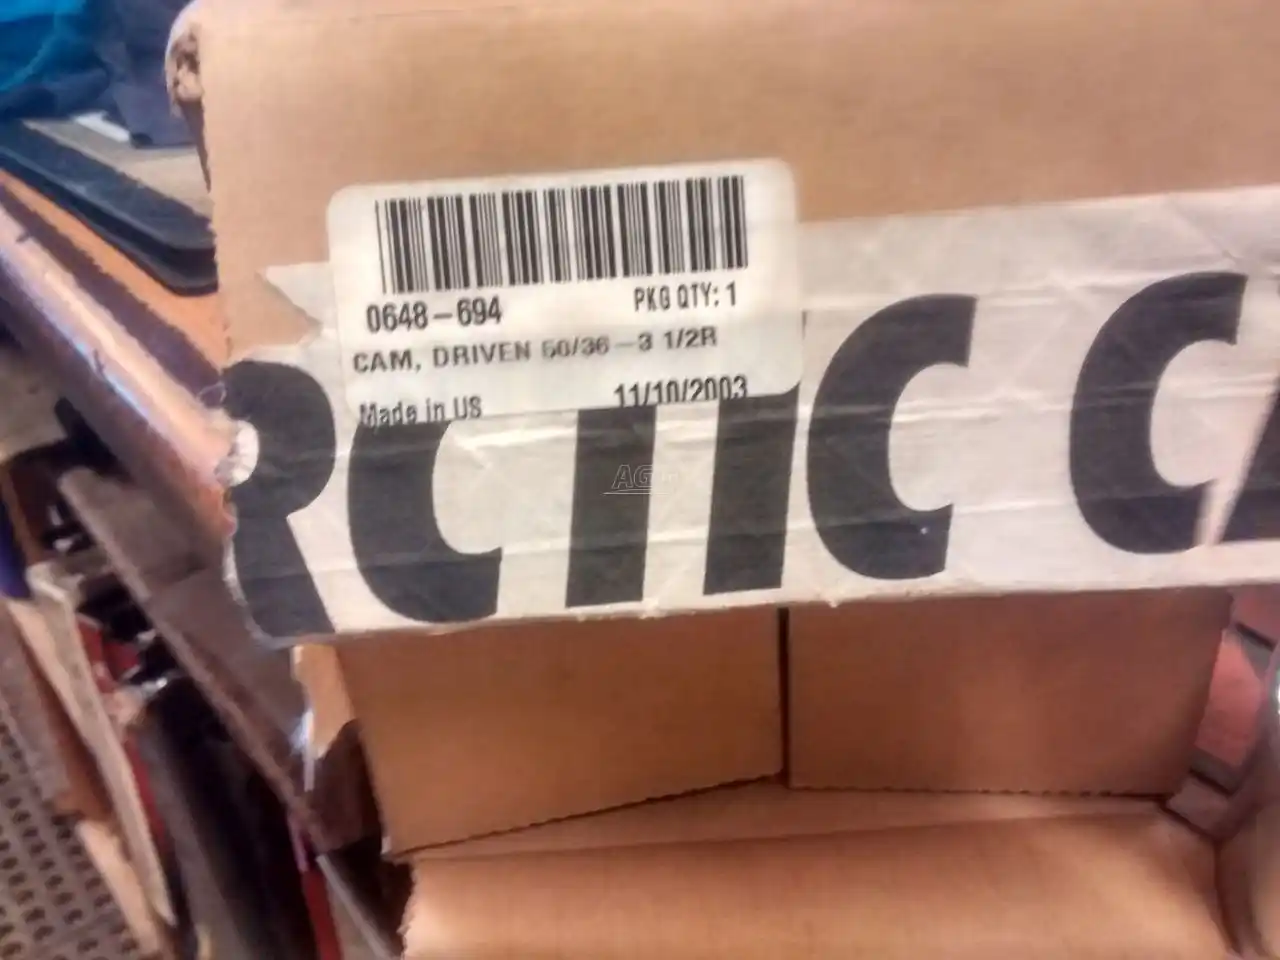 0648-694 PKG QTY: 1
CAM, DRIVEN 50/36-3 1/2R
Made in US 11/10/2003
RCTIC CA
AG